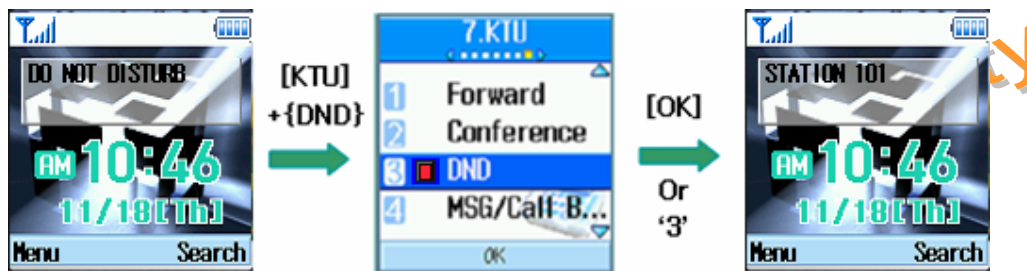 DO NOT DISTURB
AM 10:46
11/18[Th]
Menu Search
[KTU]
+{DND}
7.KTU
1 Forward
2 Conference
3 DND
4 MSG/Call B...
OK
[OK]
Or
‘3’
STATION 101
AM 10:46
11/18[Th]
Menu Search